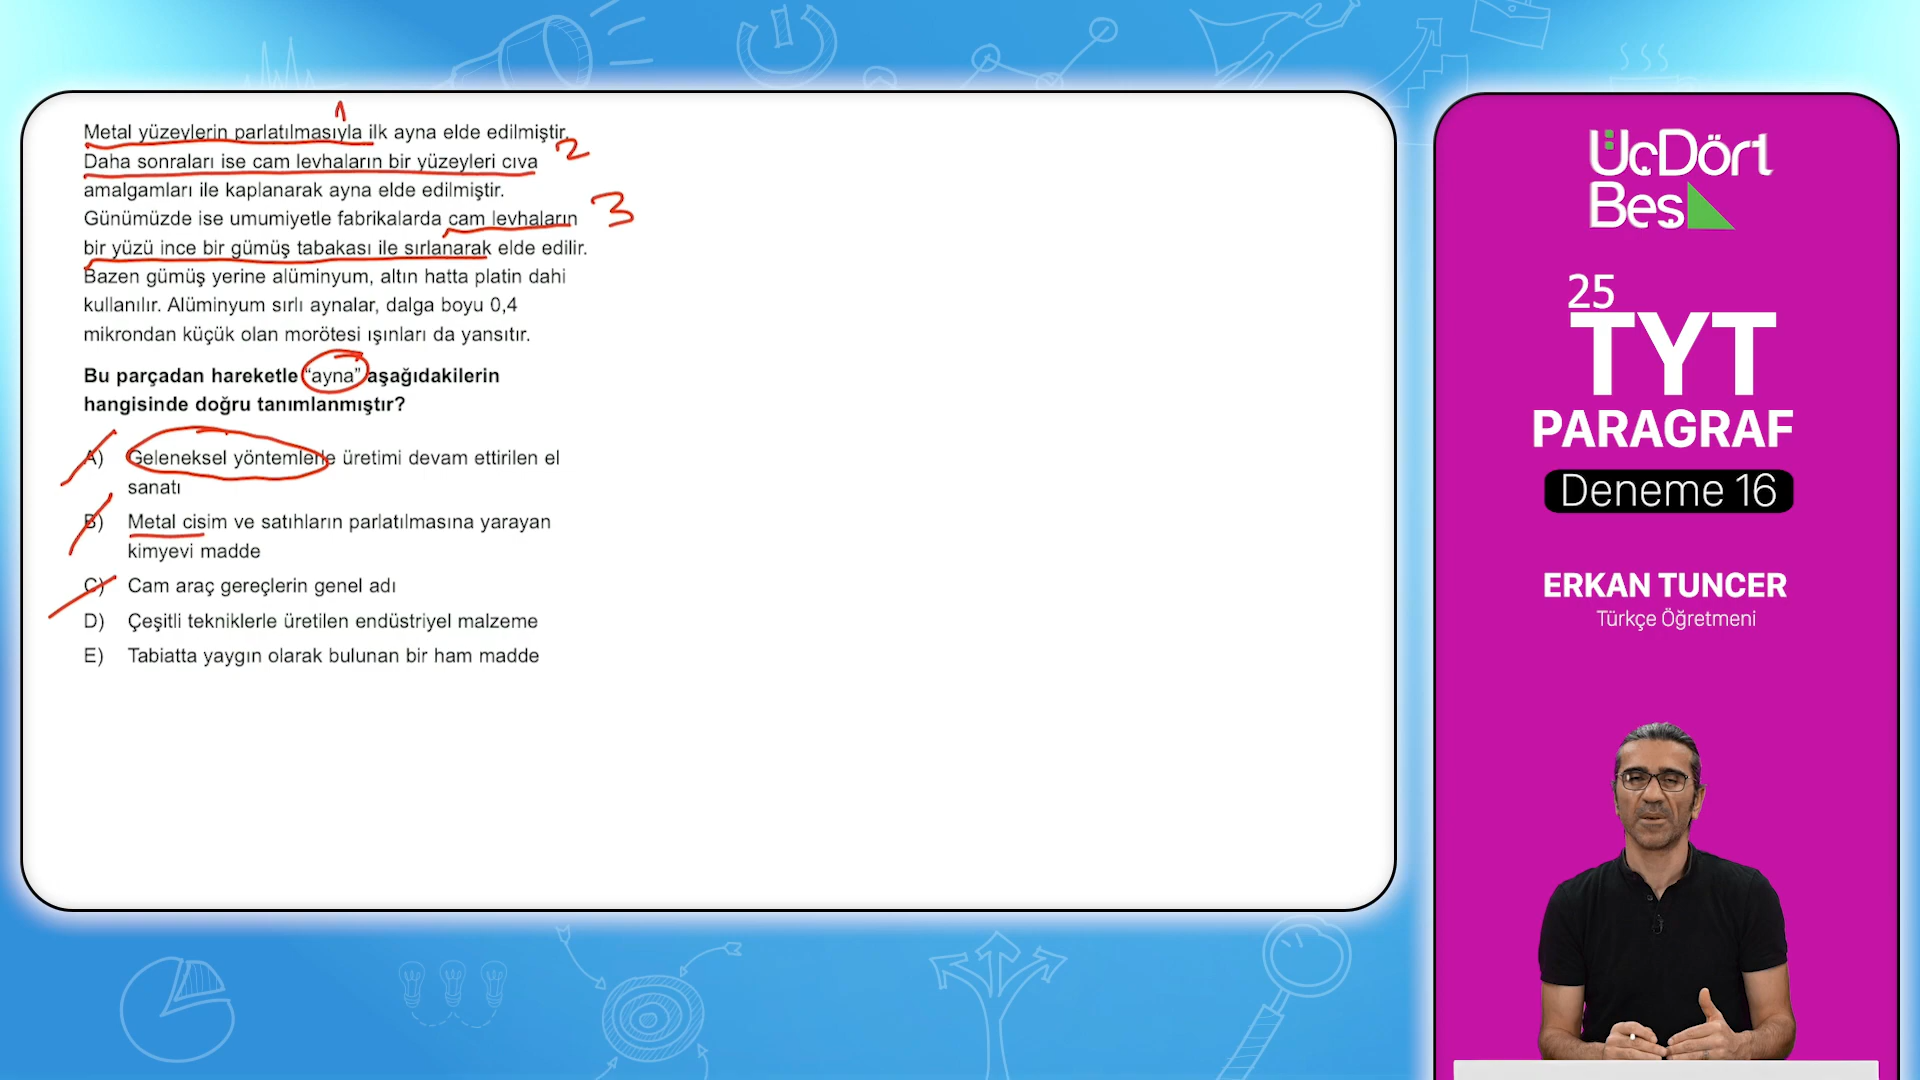 1
Metal yüzeylerin parlatılmasıyla ilk ayna elde edilmiştir.
2
Daha sonraları ise cam levhaların bir yüzeyleri cıva
amalgamları ile kaplanarak ayna elde edilmiştir.
Günümüzde ise umumiyetle fabrikalarda cam levhaların
3
bir yüzü ince bir gümüş tabakası ile sırlanarak elde edilir.
Bazen gümüş yerine alüminyum, altın hatta platin dahi
kullanılır. Alüminyum sırlı aynalar, dalga boyu 0,4
mikrondan küçük olan morötesi ışınları da yansıtır.
Bu parçadan hareketle "ayna" aşağıdakilerin
hangisinde doğru tanımlanmıştır?
A) Geleneksel yöntemlerle üretimi devam ettirilen el
sanatı
B) Metal cisim ve satıhların parlatılmasına yarayan
kimyevi madde
C) Cam araç gereçlerin genel adı
D) Çeşitli tekniklerle üretilen endüstriyel malzeme
E) Tabiatta yaygın olarak bulunan bir ham madde
ÜçDört
Beş
25
TYT
PARAGRAF
Deneme 16
ERKAN TUNCER
Türkçe Öğretmeni